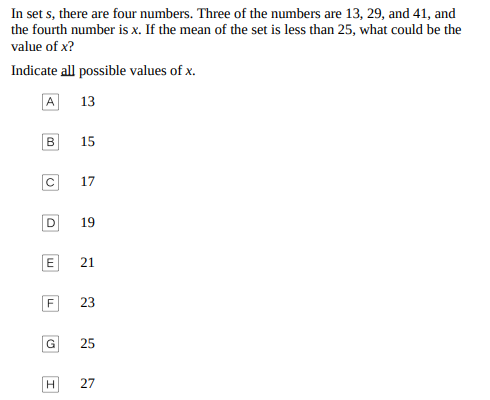 In set s, there are four numbers. Three of the numbers are 13, 29, and 41, and
the fourth number is x. If the mean of the set is less than 25, what could be the
value of x?
Indicate all possible values of x.
A 13
B 15
C 17
D 19
E 21
F 23
G 25
H 27